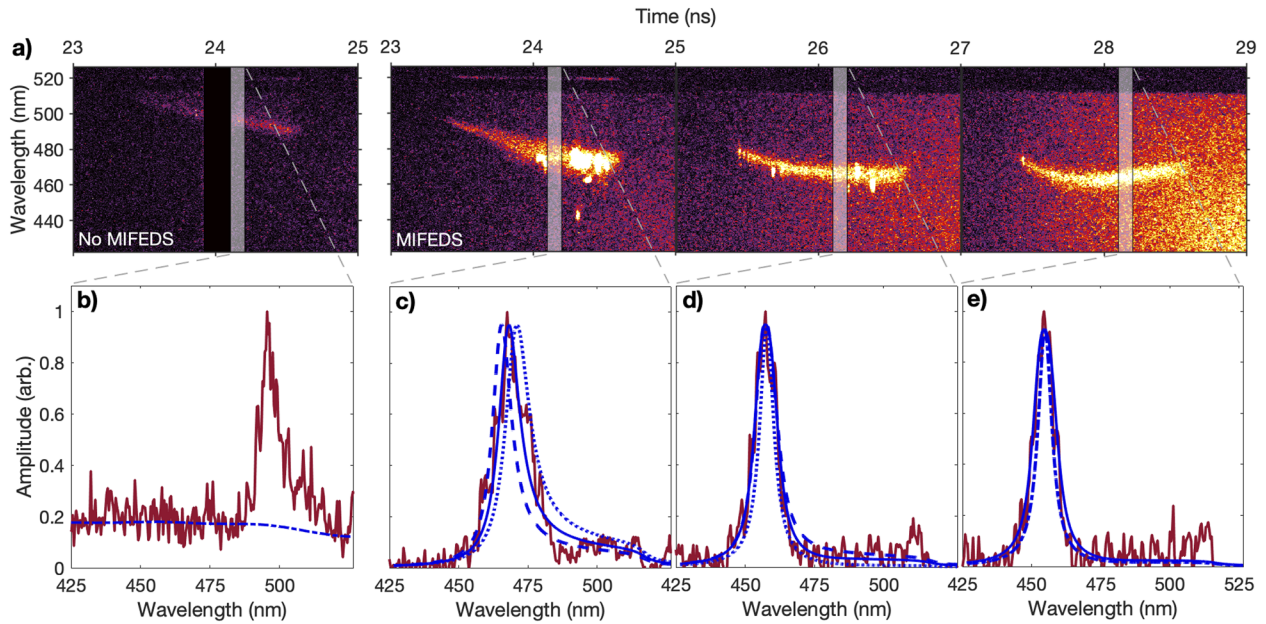 Time (ns)
a)
23 24 25
23 24 25 26 27 28 29
Wavelength (nm)
520
500
480
460
440
No MIFEDS
MIFEDS
b) c) d) e)
Amplitude (arb.)
1
0.8
0.6
0.4
0.2
0
425 450 475 500
425 450 475 500
425 450 475 500
425 450 475 500 525
Wavelength (nm) Wavelength (nm) Wavelength (nm) Wavelength (nm)